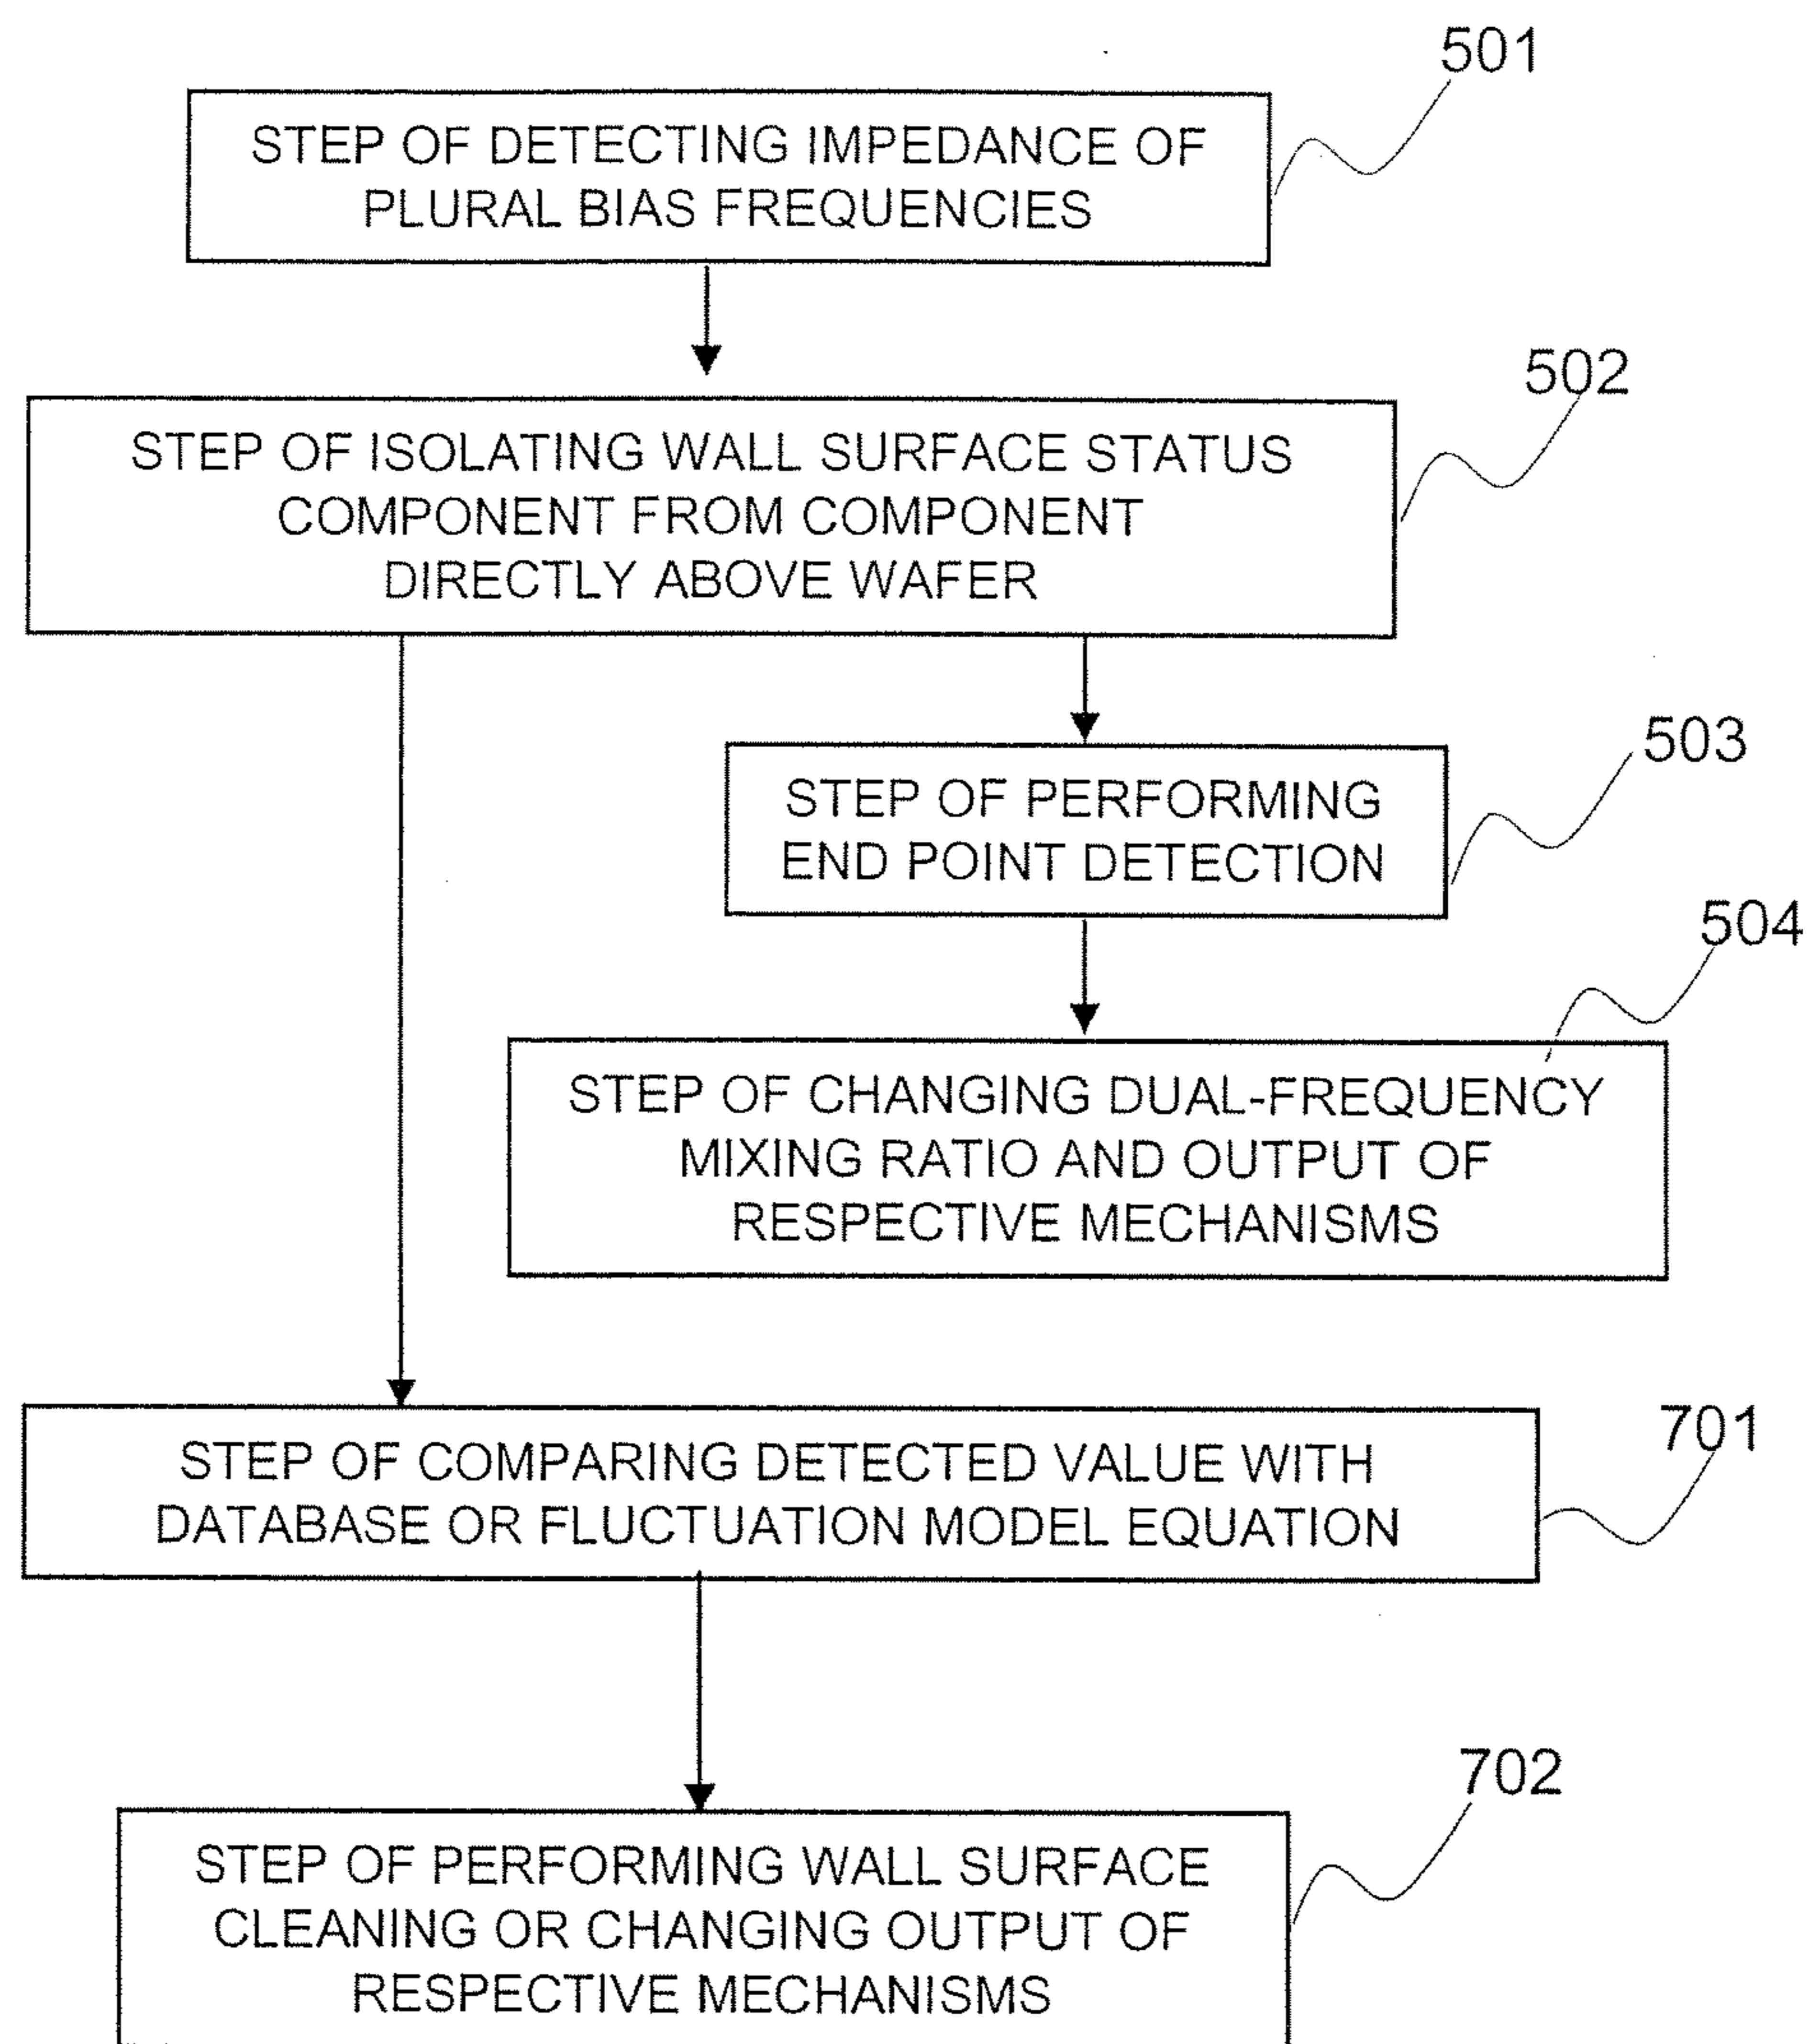 501
STEP OF DETECTING IMPEDANCE OF
PLURAL BIAS FREQUENCIES
502
STEP OF ISOLATING WALL SURFACE STATUS
COMPONENT FROM COMPONENT
DIRECTLY ABOVE WAFER
503
STEP OF PERFORMING
END POINT DETECTION
504
STEP OF CHANGING DUAL-FREQUENCY
MIXING RATIO AND OUTPUT OF
RESPECTIVE MECHANISMS
701
STEP OF COMPARING DETECTED VALUE WITH
DATABASE OR FLUCTUATION MODEL EQUATION
702
STEP OF PERFORMING WALL SURFACE
CLEANING OR CHANGING OUTPUT OF
RESPECTIVE MECHANISMS